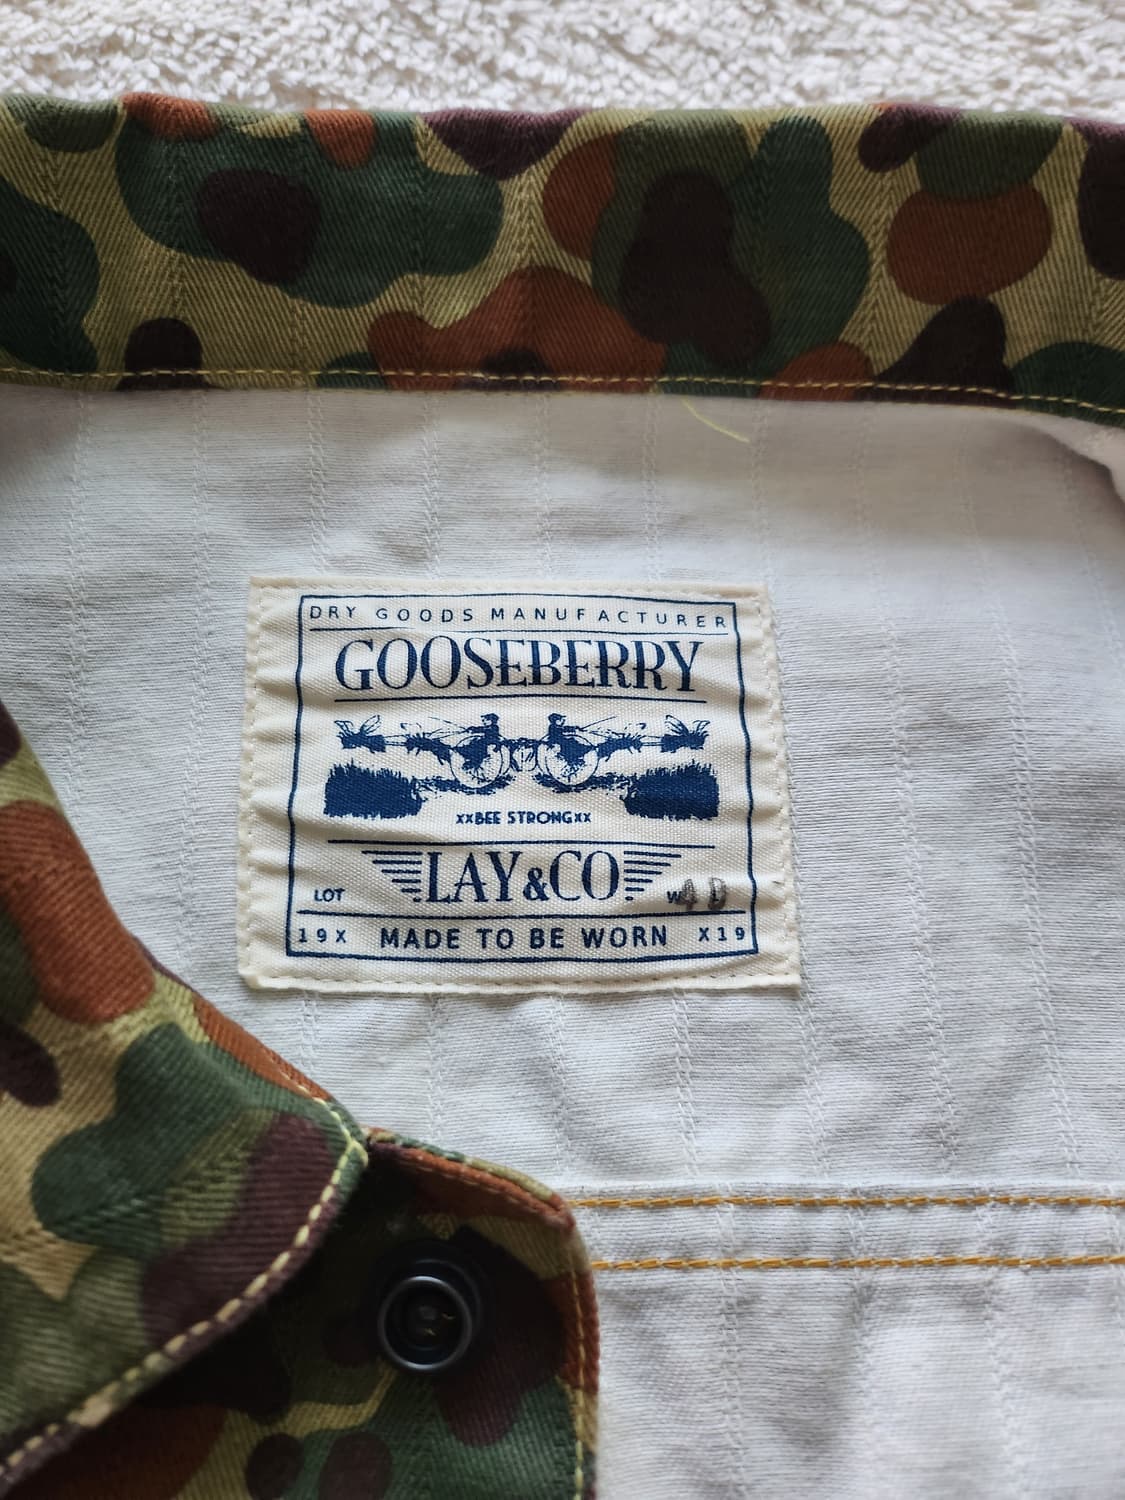 DRY GOODS MANUFACTURER
GOOSEBERRY
xxBEE STRONGxx
LAY&CO
LOT W40
19X MADE TO BE WORN X19